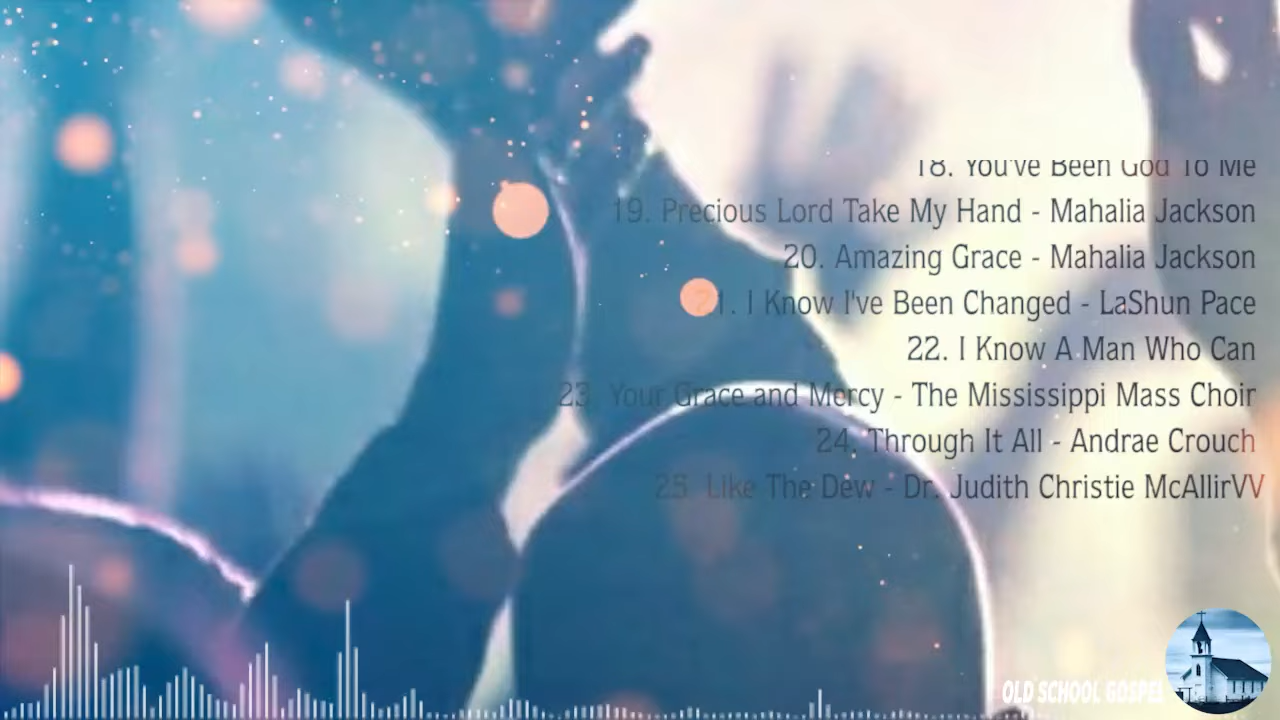 18. You've Been God To Me
19. Precious Lord Take My Hand - Mahalia Jackson
20. Amazing Grace - Mahalia Jackson
21. I Know I've Been Changed - LaShun Pace
22. I Know A Man Who Can
23. Your Grace and Mercy - The Mississippi Mass Choir
24. Through It All - Andrae Crouch
25. Like The Dew - Dr. Judith Christie McAllirVV
OLD SCHOOL GOSPEL